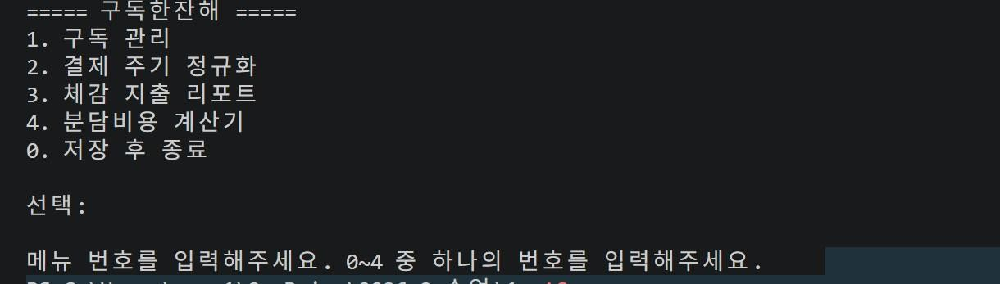 ===== 구독한잔해 =====
1. 구독 관리
2. 결제 주기 정규화
3. 체감 지출 리포트
4. 분담비용 계산기
0. 저장 후 종료
선택:
메뉴 번호를 입력해주세요. 0~4 중 하나의 번호를 입력해주세요.